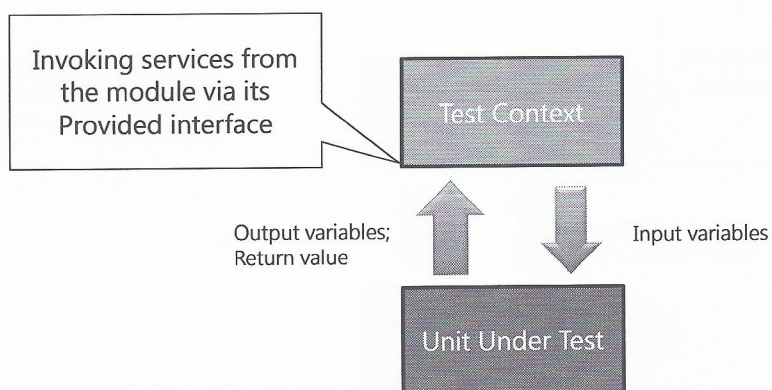 Invoking services from
the module via its
Provided interface
Test Context
Output variables;
Return value
Input variables
Unit Under Test